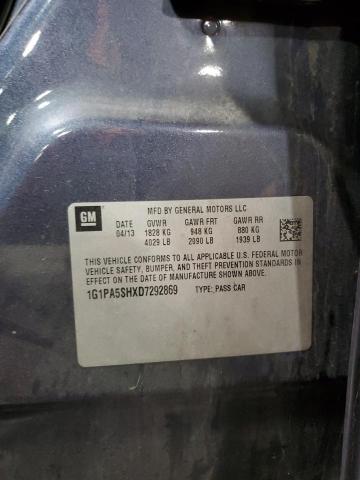 GM
MFD BY GENERAL MOTORS LLC
DATE GVWR GAWR FRT GAWR RR
04/13 1828 KG 948 KG 880 KG
4029 LB 2090 LB 1939 LB
THIS VEHICLE CONFORMS TO ALL APPLICABLE U.S. FEDERAL MOTOR
VEHICLE SAFETY, BUMPER, AND THEFT PREVENTION STANDARDS
IN EFFECT ON THE DATE OF MANUFACTURE SHOWN ABOVE.
1G1PA5SHXD7292869 TYPE: PASS CAR